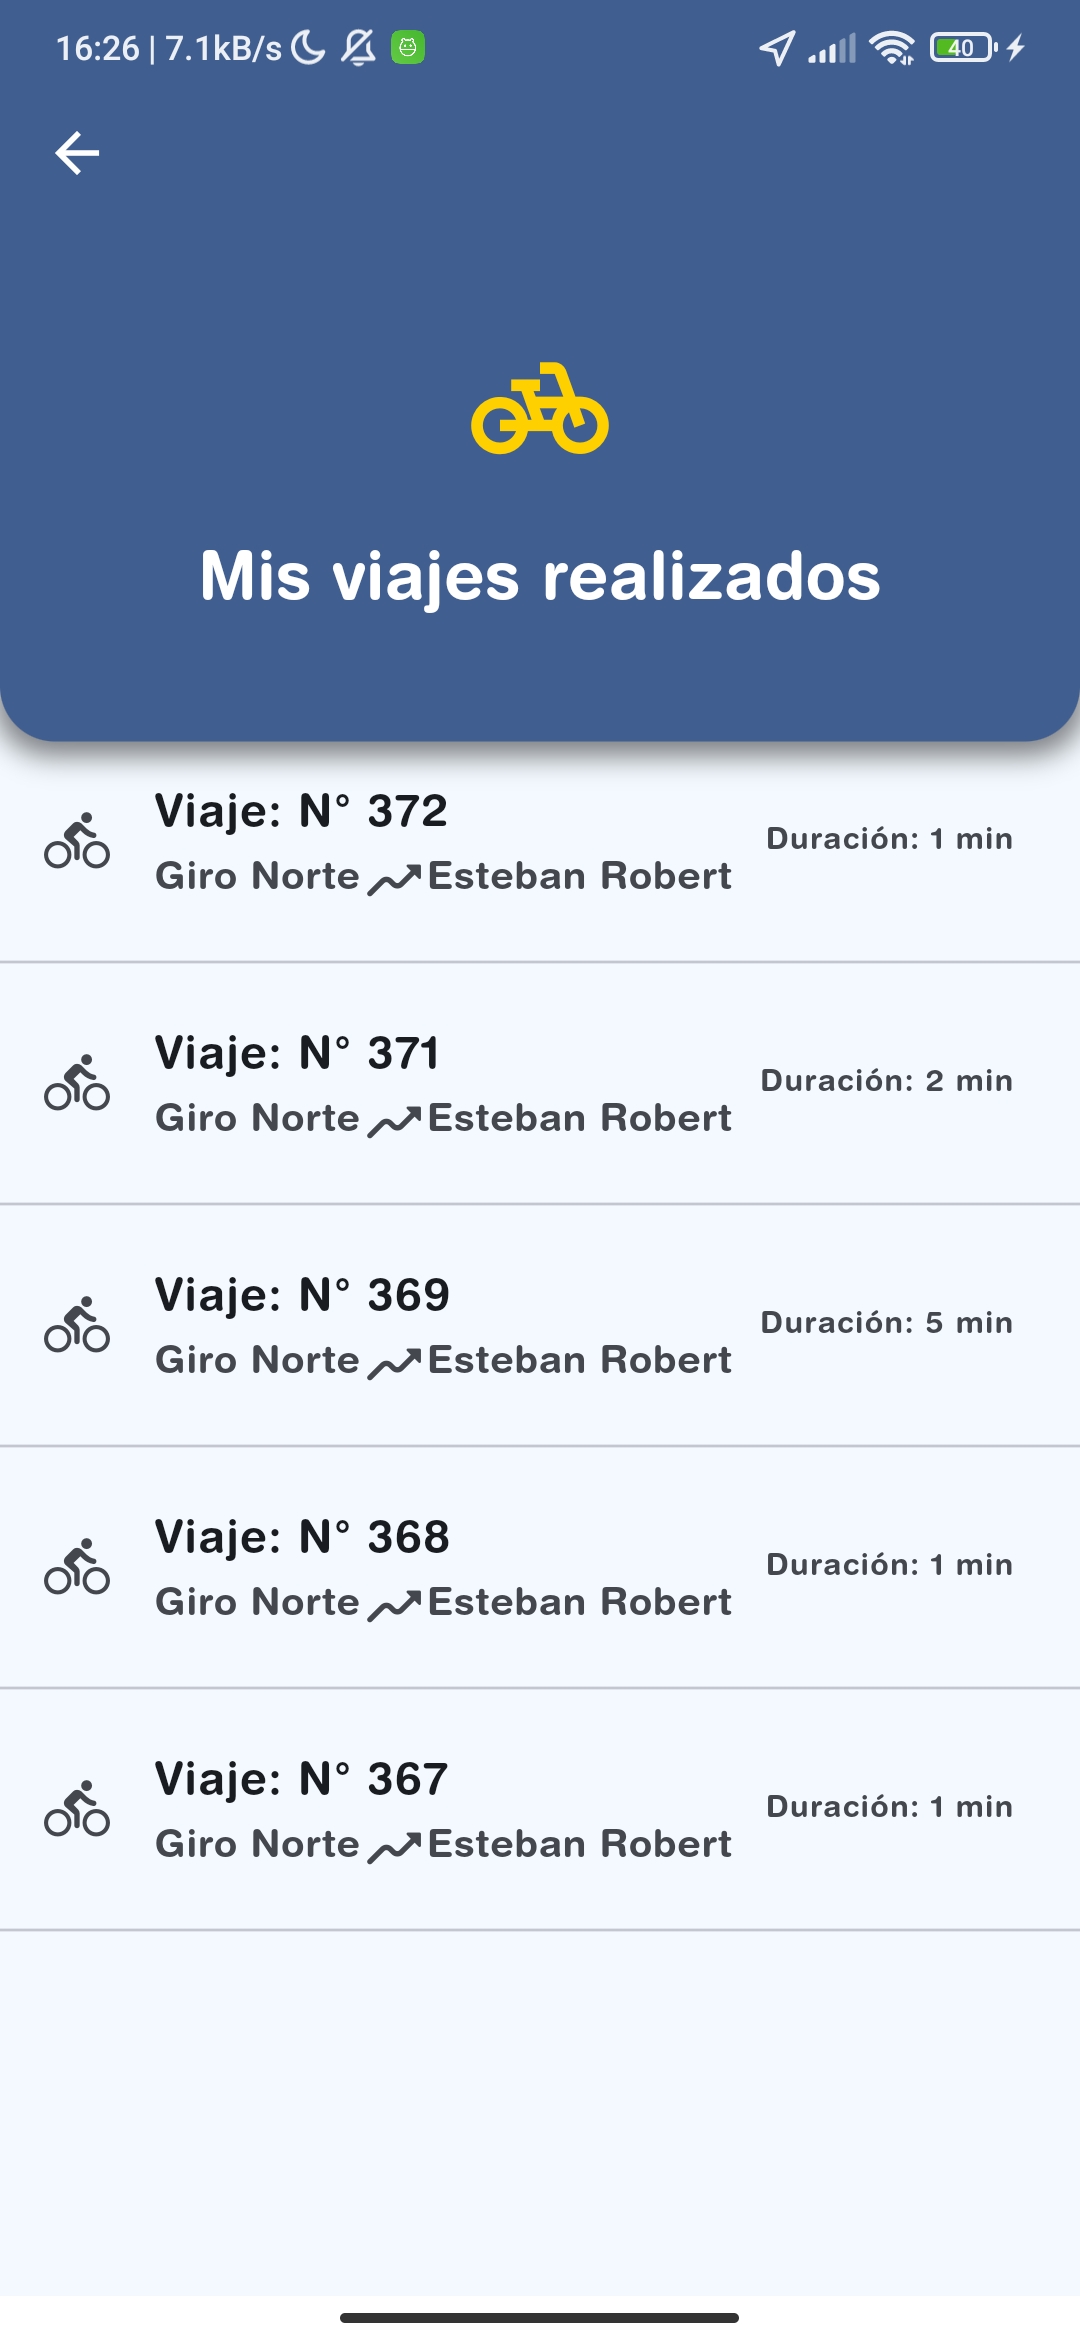 16:26 | 7.1kB/s
40
Mis viajes realizados
Viaje: N° 372
Giro Norte Esteban Robert
Duración: 1 min
Viaje: N° 371
Giro Norte Esteban Robert
Duración: 2 min
Viaje: N° 369
Giro Norte Esteban Robert
Duración: 5 min
Viaje: N° 368
Giro Norte Esteban Robert
Duración: 1 min
Viaje: N° 367
Giro Norte Esteban Robert
Duración: 1 min